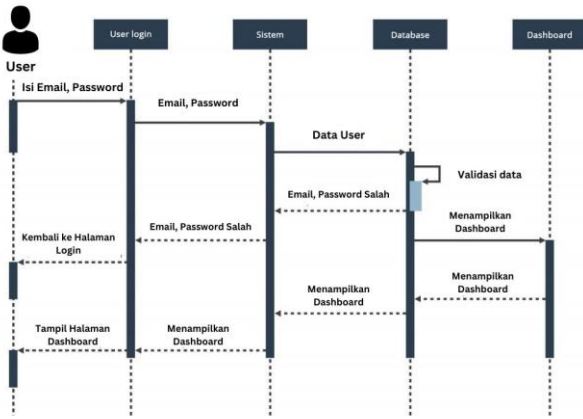 User login
Sistem
Database
Dashboard
User
Isi Email, Password
Email, Password
Data User
Validasi data
Email, Password Salah
Menampilkan
Dashboard
Email, Password Salah
Kembali ke Halaman
Login
Menampilkan
Dashboard
Menampilkan
Dashboard
Tampil Halaman
Dashboard
Menampilkan
Dashboard